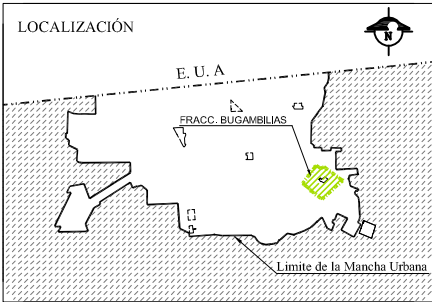 LOCALIZACIÓN
N
E. U. A
FRACC. BUGAMBILIAS
Limite de la Mancha Urbana